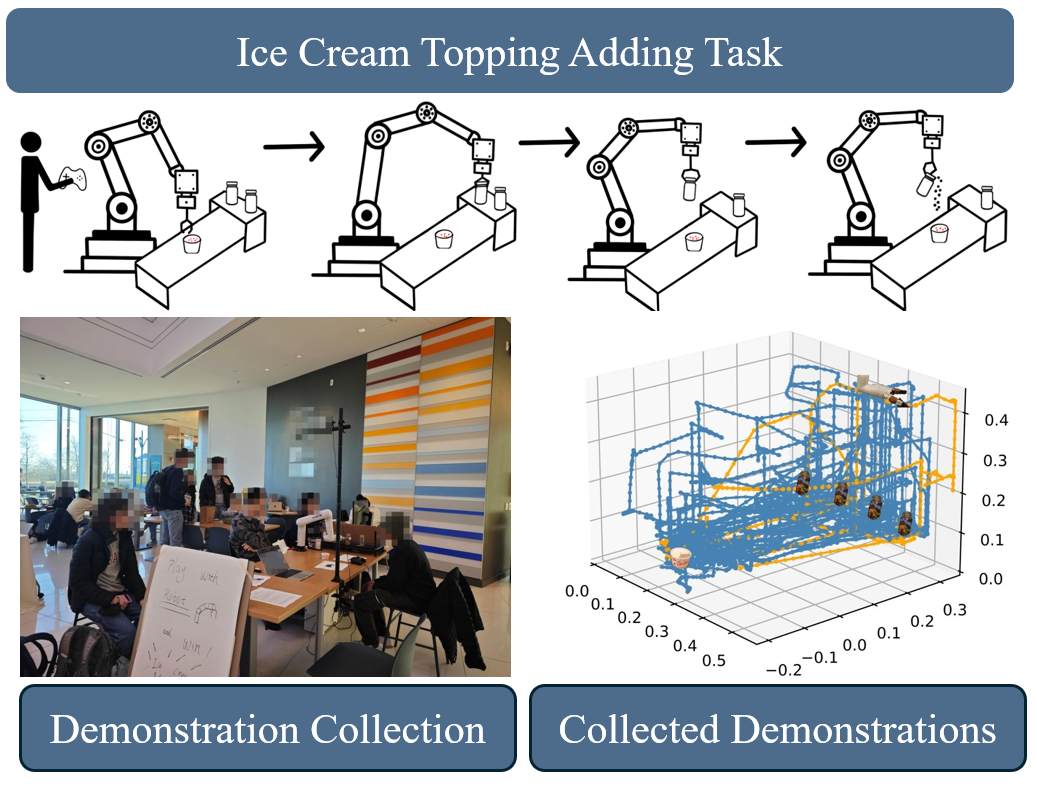 Ice Cream Topping Adding Task
Play with
Robot
and
Win!
Ice
0.4
0.3
0.2
0.1
0.0
0.0
0.1
0.2
0.3
0.4
0.5
−0.2
−0.1
0.0
0.1
0.2
0.3
Demonstration Collection
Collected Demonstrations